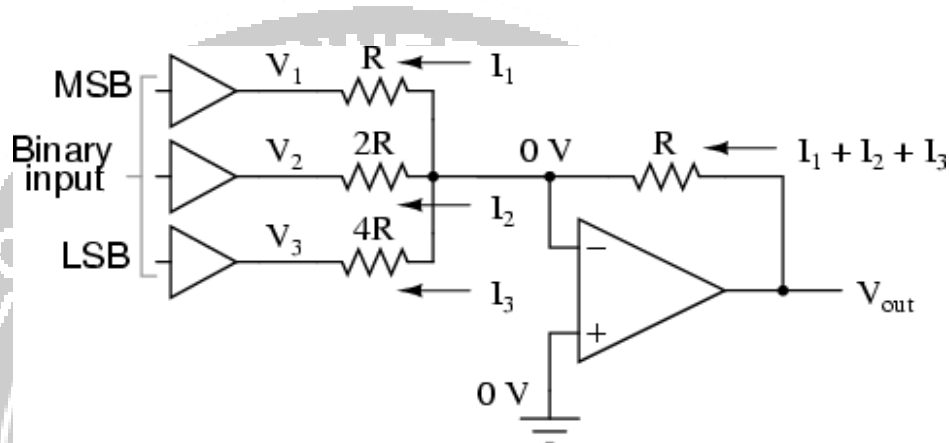 MSB
Binary
input
LSB
V₁
R
I₁
V₂
2R
I₂
V₃
4R
I₃
0 V
R
I₁ + I₂ + I₃
−
+
0 V
Vout